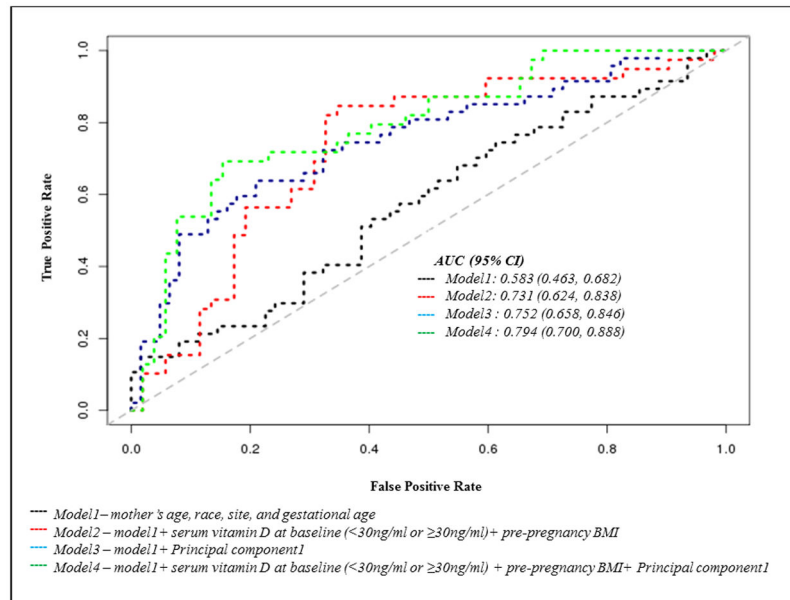 True Positive Rate
1.0
0.8
0.6
0.4
0.2
0.0
AUC (95% CI)
Model1: 0.583 (0.463, 0.682)
Model2: 0.731 (0.624, 0.838)
Model3 : 0.752 (0.658, 0.846)
Model4 : 0.794 (0.700, 0.888)
0.0 0.2 0.4 0.6 0.8 1.0
False Positive Rate
Model1– mother's age, race, site, and gestational age
Model2 – model1+ serum vitamin D at baseline (<30ng/ml or ≥30ng/ml)+ pre-pregnancy BMI
Model3 – model1+ Principal component1
Model4 – model1+ serum vitamin D at baseline (<30ng/ml or ≥30ng/ml) + pre-pregnancy BMI+ Principal component1